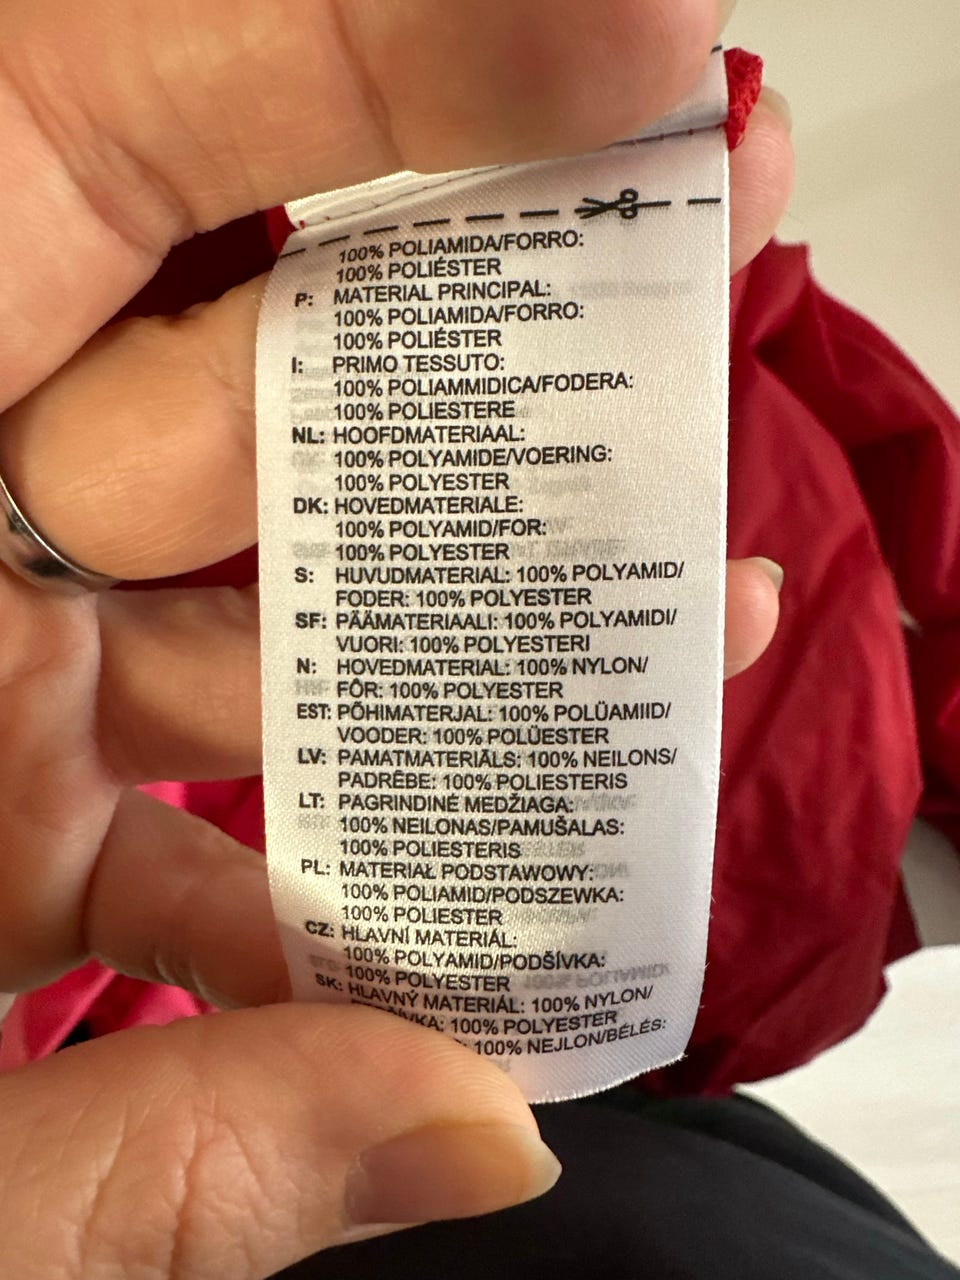 100% POLIAMIDA/FORRO:
100% POLIÉSTER
P: MATERIAL PRINCIPAL:
100% POLIAMIDA/FORRO:
100% POLIÉSTER
I: PRIMO TESSUTO:
100% POLIAMMIDICA/FODERA:
100% POLIESTERE
NL: HOOFDMATERIAAL:
100% POLYAMIDE/VOERING:
100% POLYESTER
DK: HOVEDMATERIALE:
100% POLYAMID/FOR:
100% POLYESTER
S: HUVUDMATERIAL: 100% POLYAMID/
FODER: 100% POLYESTER
SF: PÄÄMATERIAALI: 100% POLYAMIDI/
VUORI: 100% POLYESTERI
N: HOVEDMATERIAL: 100% NYLON/
FÔR: 100% POLYESTER
EST: PÕHIMATERJAL: 100% POLÜAMIID/
VOODER: 100% POLÜESTER
LV: PAMATMATERIĀLS: 100% NEILONS/
PADRĒBE: 100% POLIESTERIS
LT: PAGRINDINĖ MEDŽIAGA:
100% NEILONAS/PAMUŠALAS:
100% POLIESTERIS
PL: MATERIAŁ PODSTAWOWY:
100% POLIAMID/PODSZEWKA:
100% POLIESTER
CZ: HLAVNÍ MATERIÁL:
100% POLYAMID/PODŠÍVKA:
100% POLYESTER
SK: HLAVNÝ MATERIÁL: 100% NYLON/
100% POLYESTER
100% NEJLON/BÉLÉS: